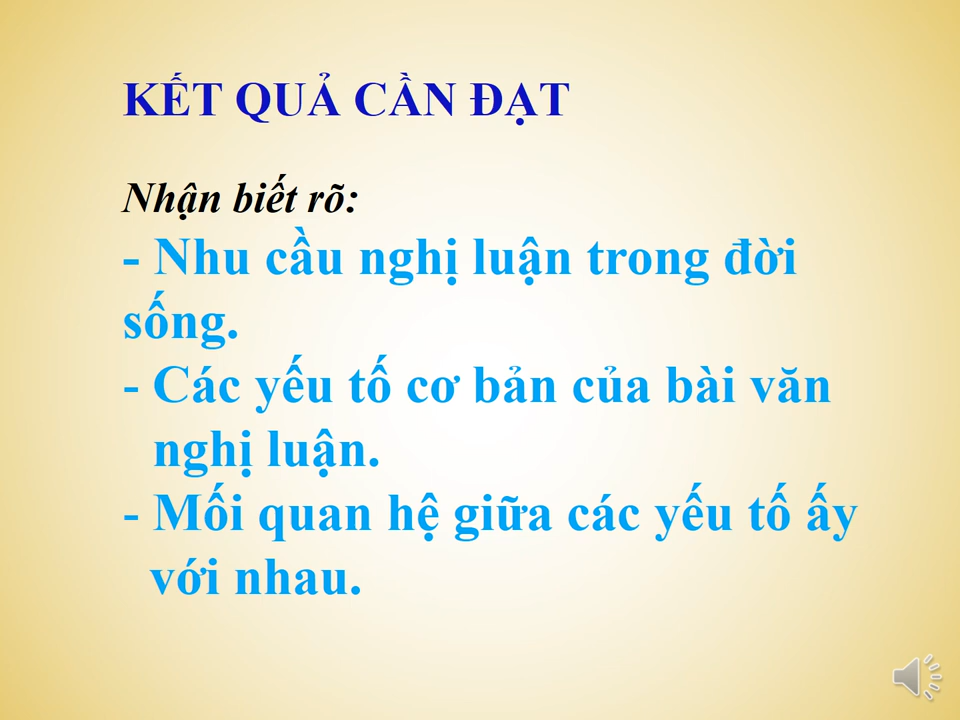 KẾT QUẢ CẦN ĐẠT
Nhận biết rõ:
- Nhu cầu nghị luận trong đời
sống.
- Các yếu tố cơ bản của bài văn
nghị luận.
- Mối quan hệ giữa các yếu tố ấy
với nhau.